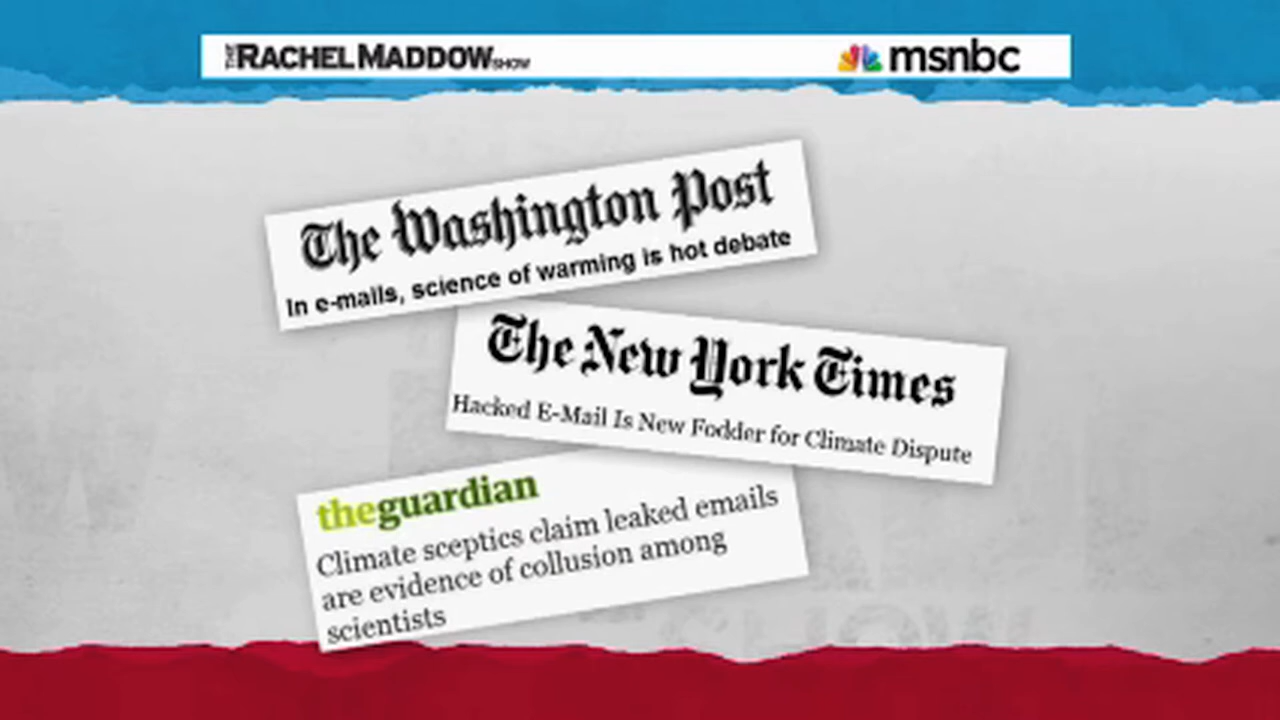 THE RACHEL MADDOW SHOW
msnbc
The Washington Post
In e-mails, science of warming is hot debate
The New York Times
Hacked E-Mail Is New Fodder for Climate Dispute
theguardian
Climate sceptics claim leaked emails
are evidence of collusion among
scientists